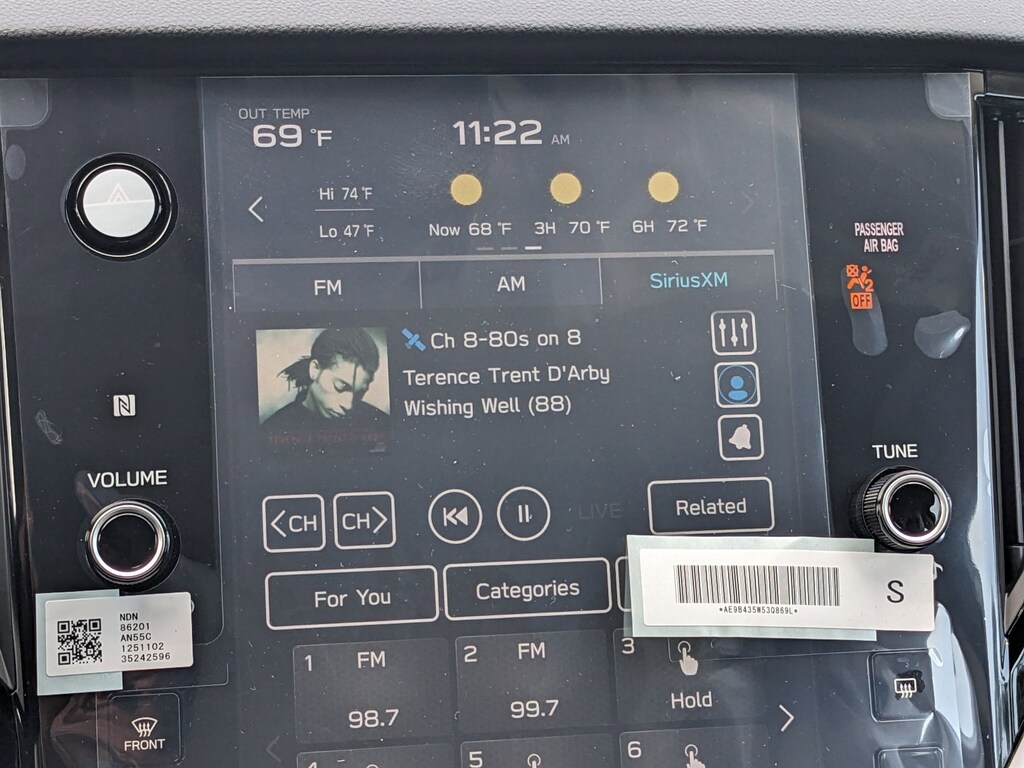 OUT TEMP
69 °F
11:22 AM
Hi 74 °F
Lo 47 °F
Now 68 °F 3H 70 °F 6H 72 °F
FM AM SiriusXM
PASSENGER
AIR BAG
2
OFF
Ch 8-80s on 8
Terence Trent D'Arby
Wishing Well (88)
N
VOLUME
TUNE
<CH CH> LIVE Related
For You Categories
*AE9B435W53Q869L*
S
NDN
86201
AN55C
1251102
35242596
1 FM
98.7
2 FM
99.7
3
Hold
FRONT
4 5 6